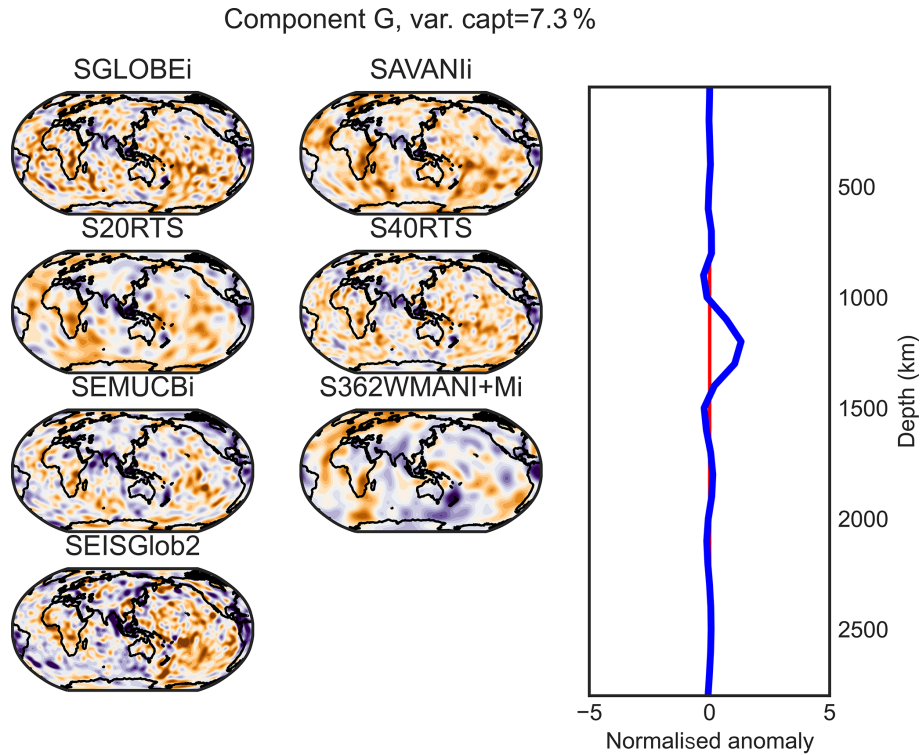 Component G, var. capt=7.3 %
SGLOBEi
SAVANIi
S20RTS
S40RTS
SEMUCBi
S362WMANI+Mi
SEISGlob2
500
1000
1500
2000
2500
Depth (km)
−5
0
5
Normalised anomaly